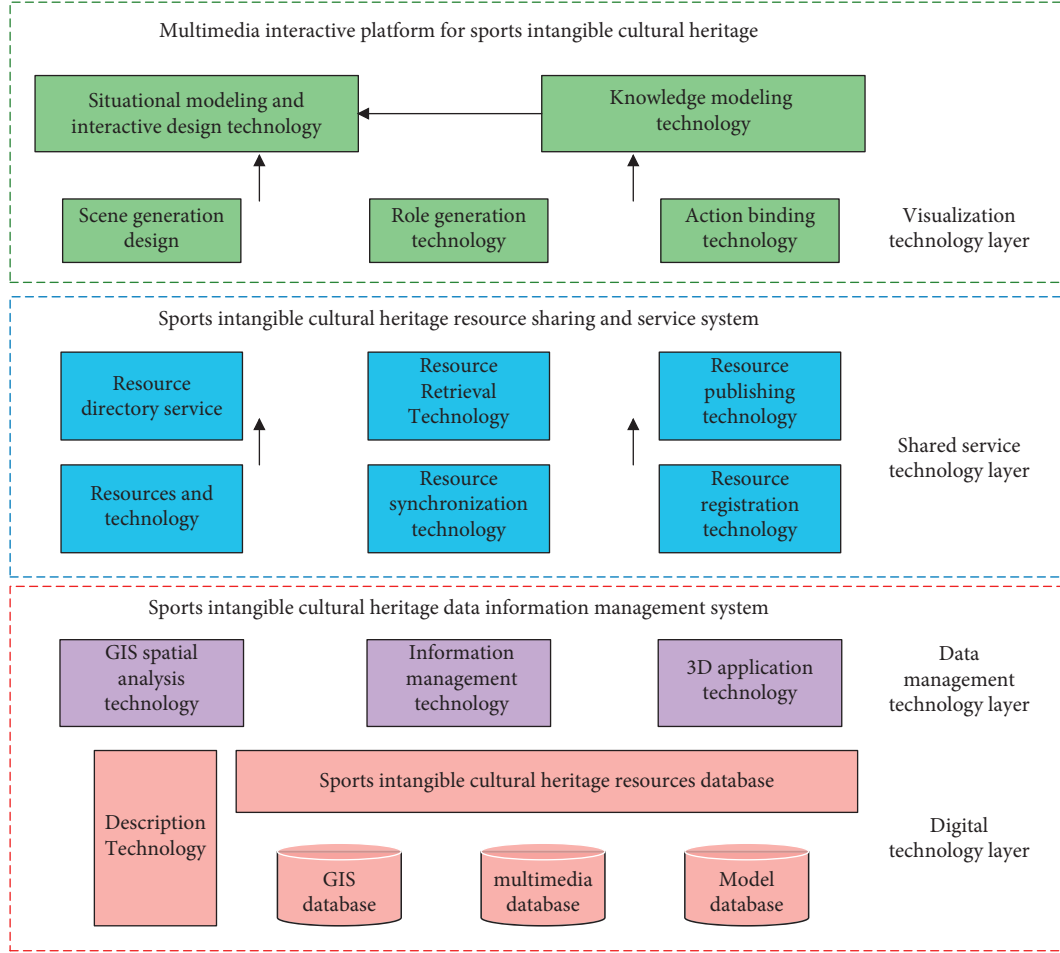 Multimedia interactive platform for sports intangible cultural heritage
Situational modeling and
interactive design technology
Knowledge modeling
technology
Scene generation
design
Role generation
technology
Action binding
technology
Visualization
technology layer
Sports intangible cultural heritage resource sharing and service system
Resource
directory service
Resource
Retrieval
Technology
Resource
publishing
technology
Resources and
technology
Resource
synchronization
technology
Resource
registration
technology
Shared service
technology layer
Sports intangible cultural heritage data information management system
GIS spatial
analysis
technology
Information
management
technology
3D application
technology
Data
management
technology layer
Description
Technology
Sports intangible cultural heritage resources database
GIS
database
multimedia
database
Model
database
Digital
technology layer